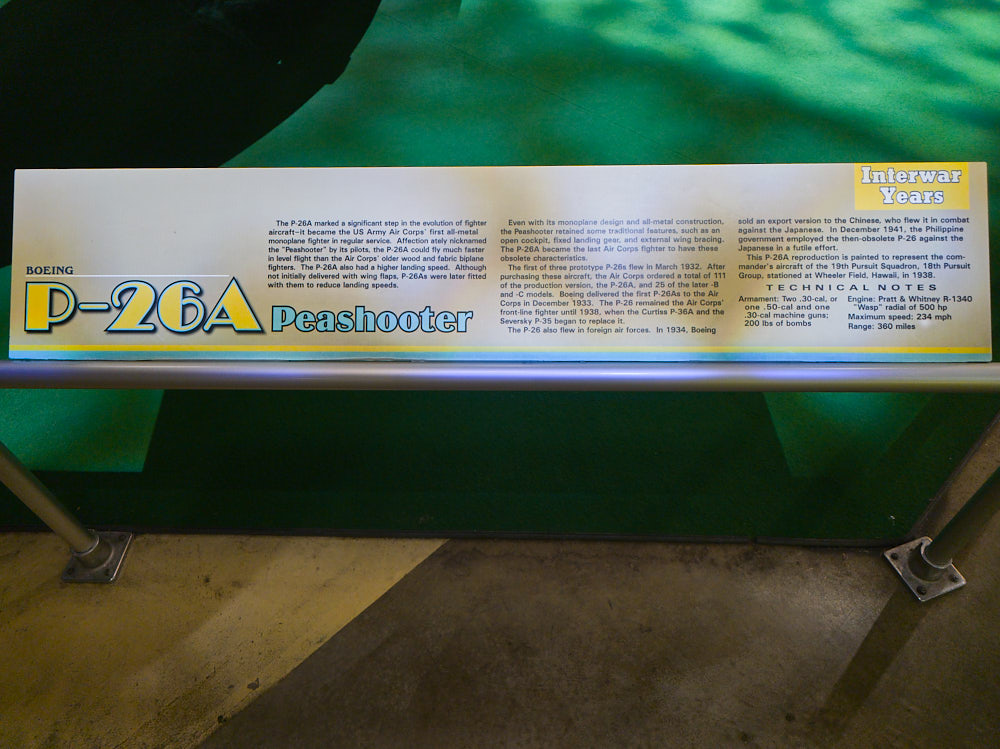 Interwar
Years
BOEING
P-26A Peashooter
The P-26A marked a significant step in the evolution of fighter
aircraft—it became the US Army Air Corps' first all-metal
monoplane fighter in regular service. Affection ately nicknamed
the "Peashooter" by its pilots, the P-26A could fly much faster
in level flight than the Air Corps' older wood and fabric biplane
fighters. The P-26A also had a higher landing speed. Although
not initially delivered with wing flaps, P-26As were later fitted
with them to reduce landing speeds.
Even with its monoplane design and all-metal construction,
the Peashooter retained some traditional features, such as an
open cockpit, fixed landing gear, and external wing bracing.
The P-26A became the last Air Corps fighter to have these
obsolete characteristics.
The first of three prototype P-26s flew in March 1932. After
purchasing these aircraft, the Air Corps ordered a total of 111
of the production version, the P-26A, and 25 of the later -B
and -C models. Boeing delivered the first P-26As to the Air
Corps in December 1933. The P-26 remained the Air Corps'
front-line fighter until 1938, when the Curtiss P-36A and the
Seversky P-35 began to replace it.
The P-26 also flew in foreign air forces. In 1934, Boeing
sold an export version to the Chinese, who flew it in combat
against the Japanese. In December 1941, the Philippine
government employed the then-obsolete P-26 against the
Japanese in a futile effort.
This P-26A reproduction is painted to represent the com-
mander's aircraft of the 19th Pursuit Squadron, 18th Pursuit
Group, stationed at Wheeler Field, Hawaii, in 1938.
TECHNICAL NOTES
Armament: Two .30-cal, or
one .50-cal and one
.30-cal machine guns;
200 lbs of bombs
Engine: Pratt & Whitney R-1340
"Wasp" radial of 500 hp
Maximum speed: 234 mph
Range: 360 miles